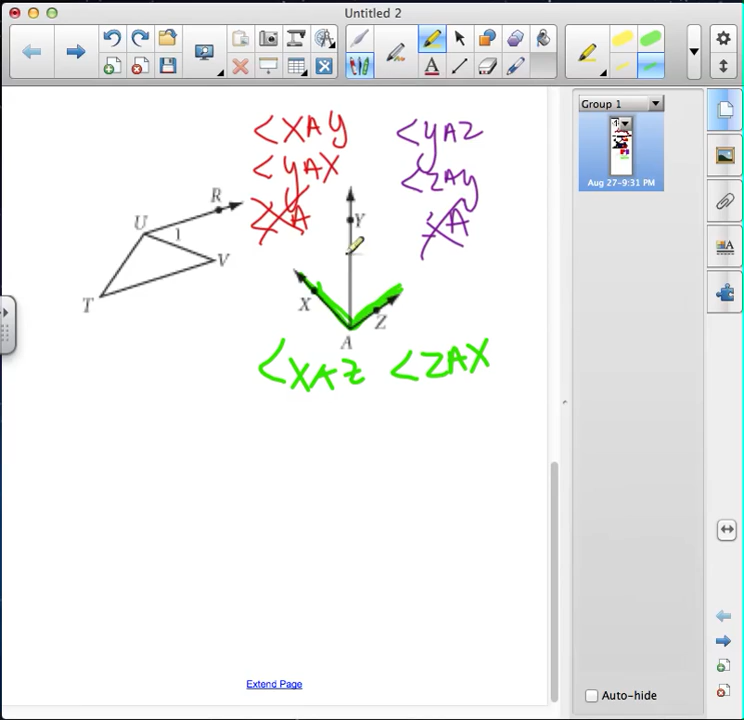 Untitled 2
Group 1
Aug 27-9:31 PM
<XAY
<YAX
<YAZ
<ZAY
<A
R
U
1
V
T
Y
X
Z
A
<XAZ <ZAX
Extend Page
Auto-hide